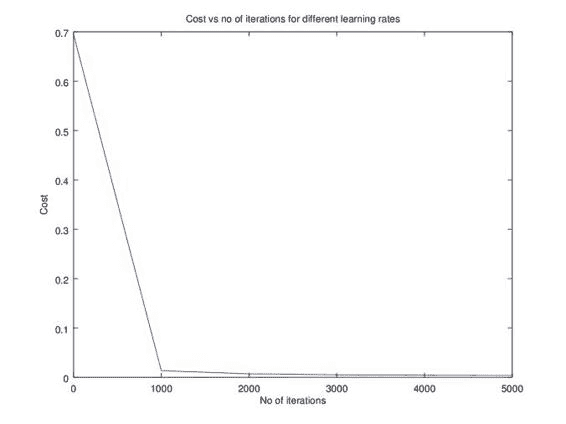 Cost vs no of iterations for different learning rates
0.7
0.6
0.5
0.4
0.3
0.2
0.1
0
Cost
0 1000 2000 3000 4000 5000
No of iterations